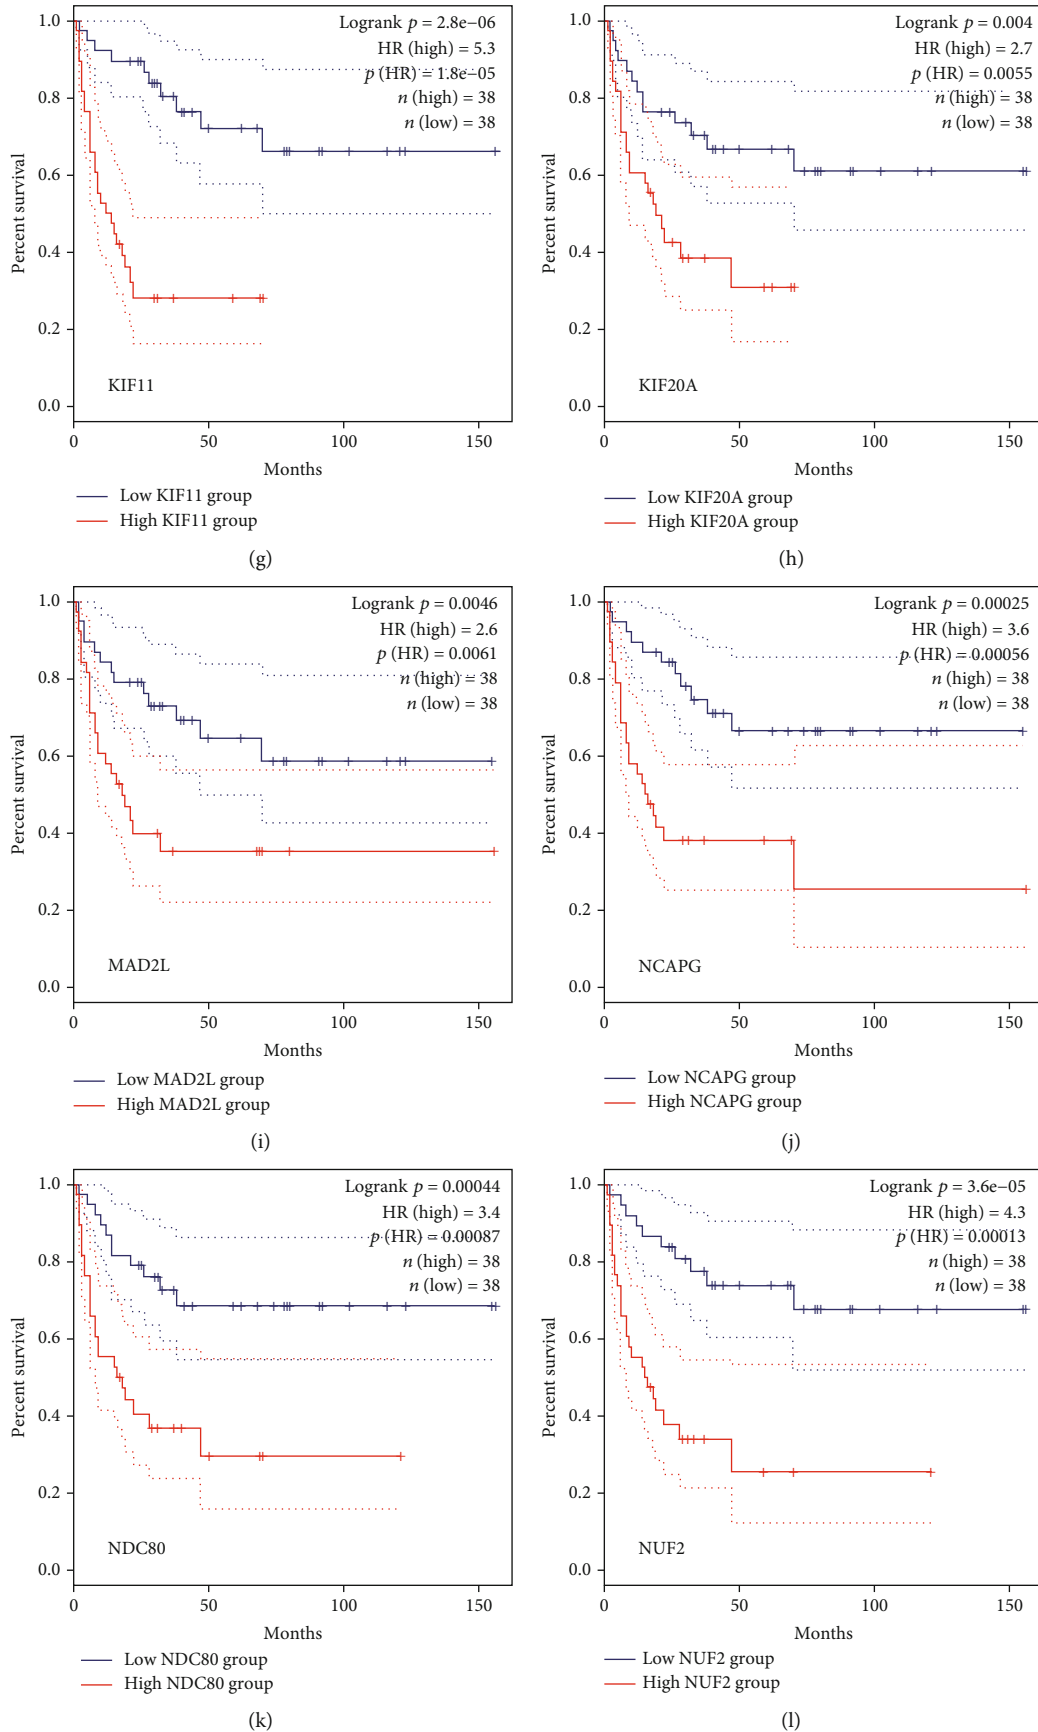 Logrank p = 2.8e−06
HR (high) = 5.3
p (HR) = 1.8e−05
n (high) = 38
n (low) = 38
1.0
0.8
0.6
0.4
0.2
0.0
Percent survival
KIF11
0 50 100 150
Months
Low KIF11 group
High KIF11 group
(g)
Logrank p = 0.004
HR (high) = 2.7
p (HR) = 0.0055
n (high) = 38
n (low) = 38
1.0
0.8
0.6
0.4
0.2
0.0
Percent survival
KIF20A
0 50 100 150
Months
Low KIF20A group
High KIF20A group
(h)
Logrank p = 0.0046
HR (high) = 2.6
p (HR) = 0.0061
n (high) = 38
n (low) = 38
1.0
0.8
0.6
0.4
0.2
0.0
Percent survival
MAD2L
0 50 100 150
Months
Low MAD2L group
High MAD2L group
(i)
Logrank p = 0.00025
HR (high) = 3.6
p (HR) = 0.00056
n (high) = 38
n (low) = 38
1.0
0.8
0.6
0.4
0.2
0.0
Percent survival
NCAPG
0 50 100 150
Months
Low NCAPG group
High NCAPG group
(j)
Logrank p = 0.00044
HR (high) = 3.4
p (HR) = 0.00087
n (high) = 38
n (low) = 38
1.0
0.8
0.6
0.4
0.2
0.0
Percent survival
NDC80
0 50 100 150
Months
Low NDC80 group
High NDC80 group
(k)
Logrank p = 3.6e−05
HR (high) = 4.3
p (HR) = 0.00013
n (high) = 38
n (low) = 38
1.0
0.8
0.6
0.4
0.2
0.0
Percent survival
NUF2
0 50 100 150
Months
Low NUF2 group
High NUF2 group
(l)